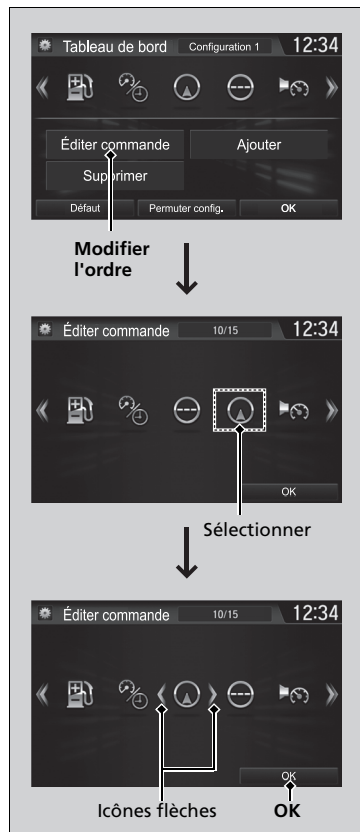 Tableau de bord Configuration 1 12:34
Éditer commande Ajouter
Supprimer
Défaut Permuter config. OK
Modifier
l'ordre
Éditer commande 10/15 12:34
OK
Sélectionner
Éditer commande 10/15 12:34
OK
Icônes flèches OK